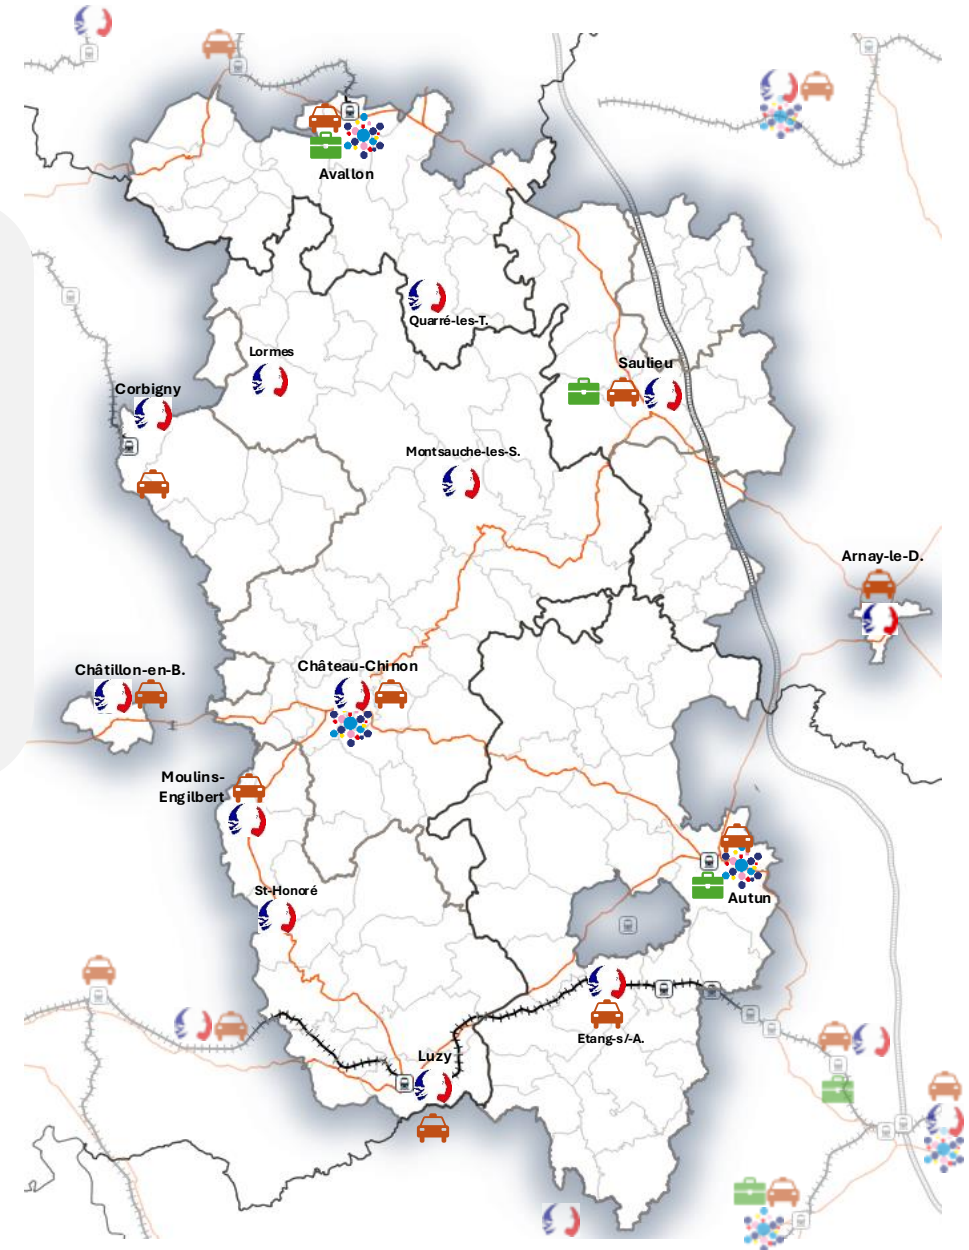 Avallon
Quarré-les-T.
Lormes
Saulieu
Corbigny
Montsauche-les-S.
Arnay-le-D.
Château-Chinon
Châtillon-en-B.
Moulins-
Engilbert
St-Honoré
Autun
Etang-s/-A.
Luzy